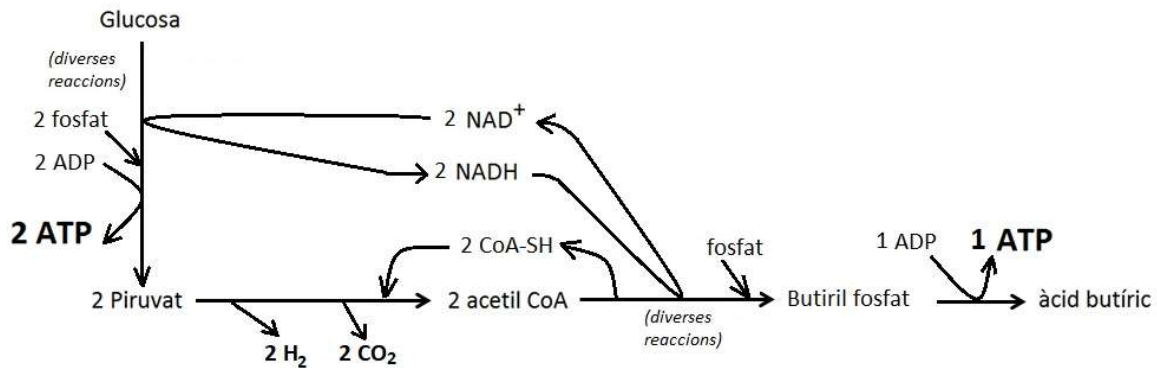 Glucosa
(diverses
reaccions)
2 fosfat
2 NAD⁺
2 ADP
2 NADH
2 ATP
2 CoA-SH
fosfat
1 ADP
1 ATP
2 Piruvat
2 acetil CoA
Butiril fosfat
àcid butíric
(diverses
reaccions)
2 H₂
2 CO₂